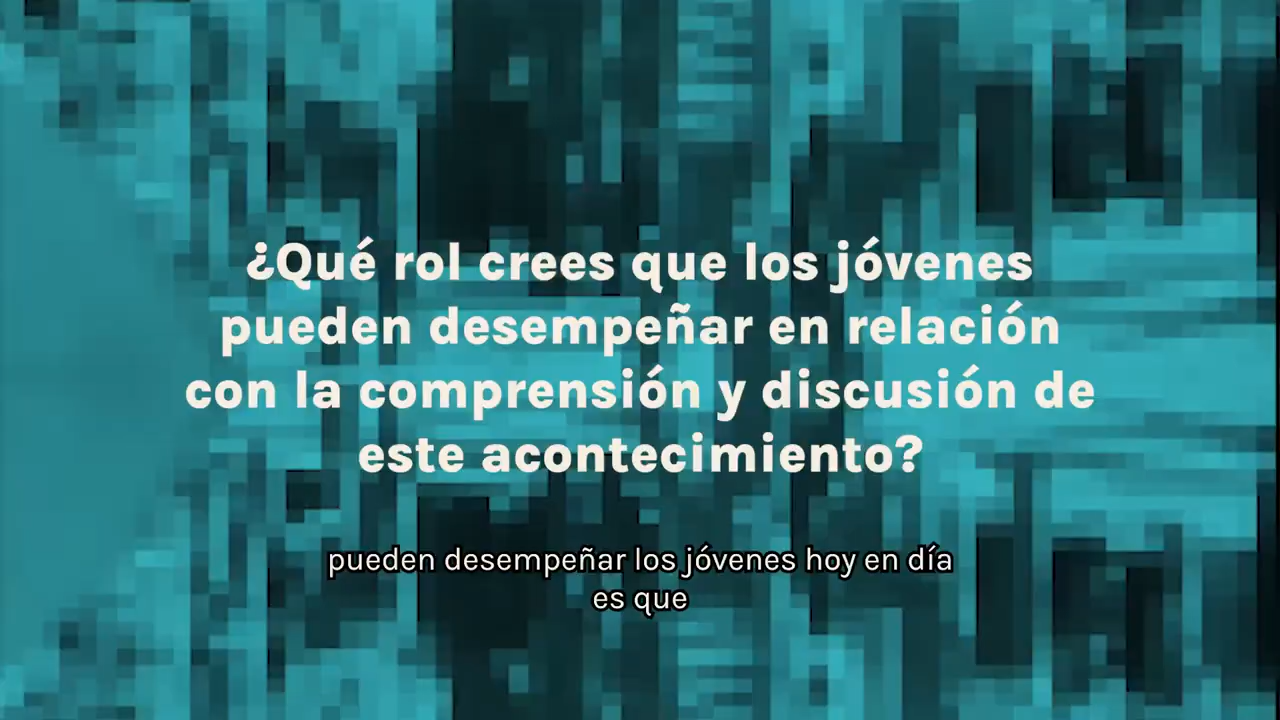 ¿Qué rol crees que los jóvenes
pueden desempeñar en relación
con la comprensión y discusión de
este acontecimiento?
pueden desempeñar los jóvenes hoy en día
es que